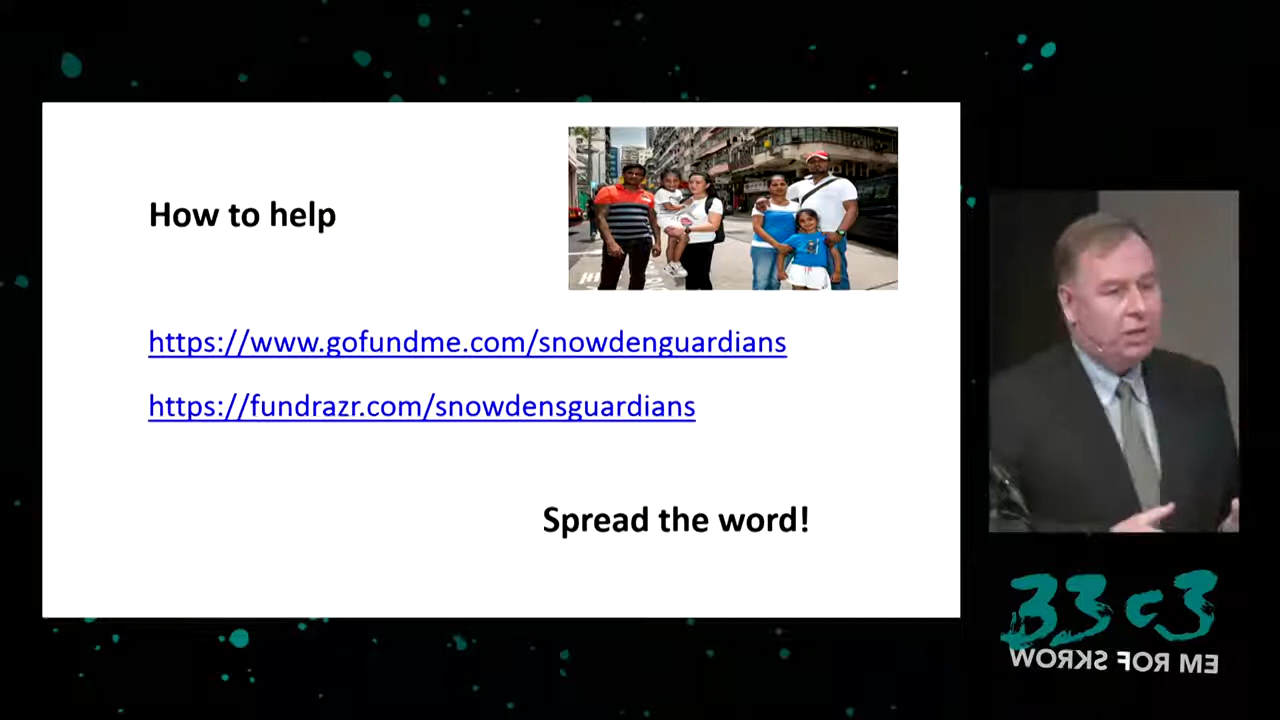 How to help
https://www.gofundme.com/snowdenguardians
https://fundrazr.com/snowdensguardians
Spread the word!
33c3
WORKS FOR ME